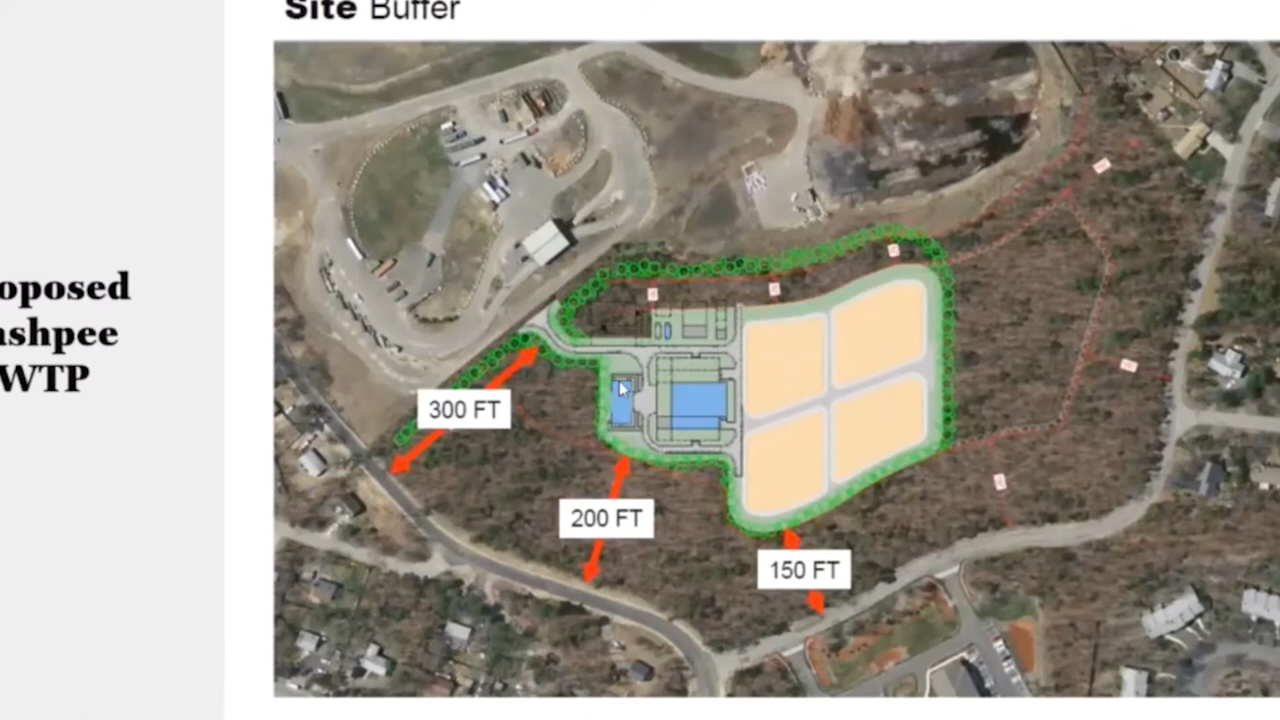 Site Buffer
oposed
ashpee
WTP
300 FT
200 FT
150 FT